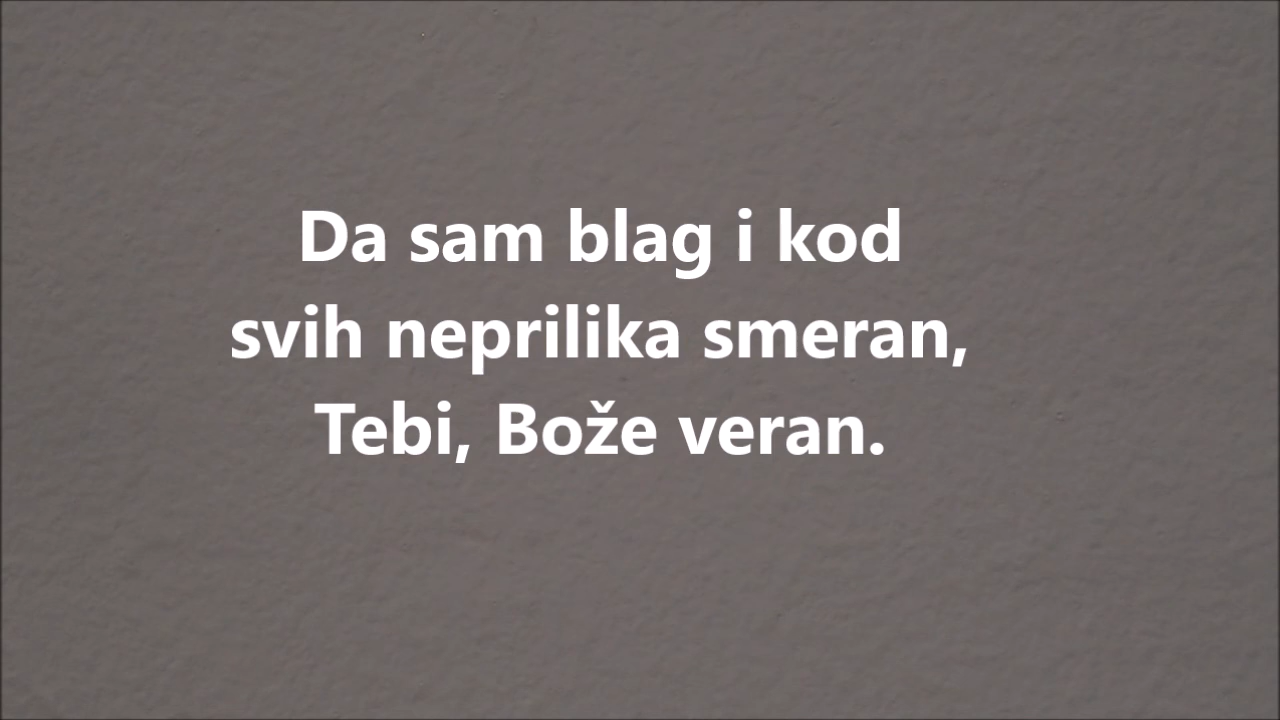 Da sam blag i kod
svih neprilika smeran,
Tebi, Bože veran.